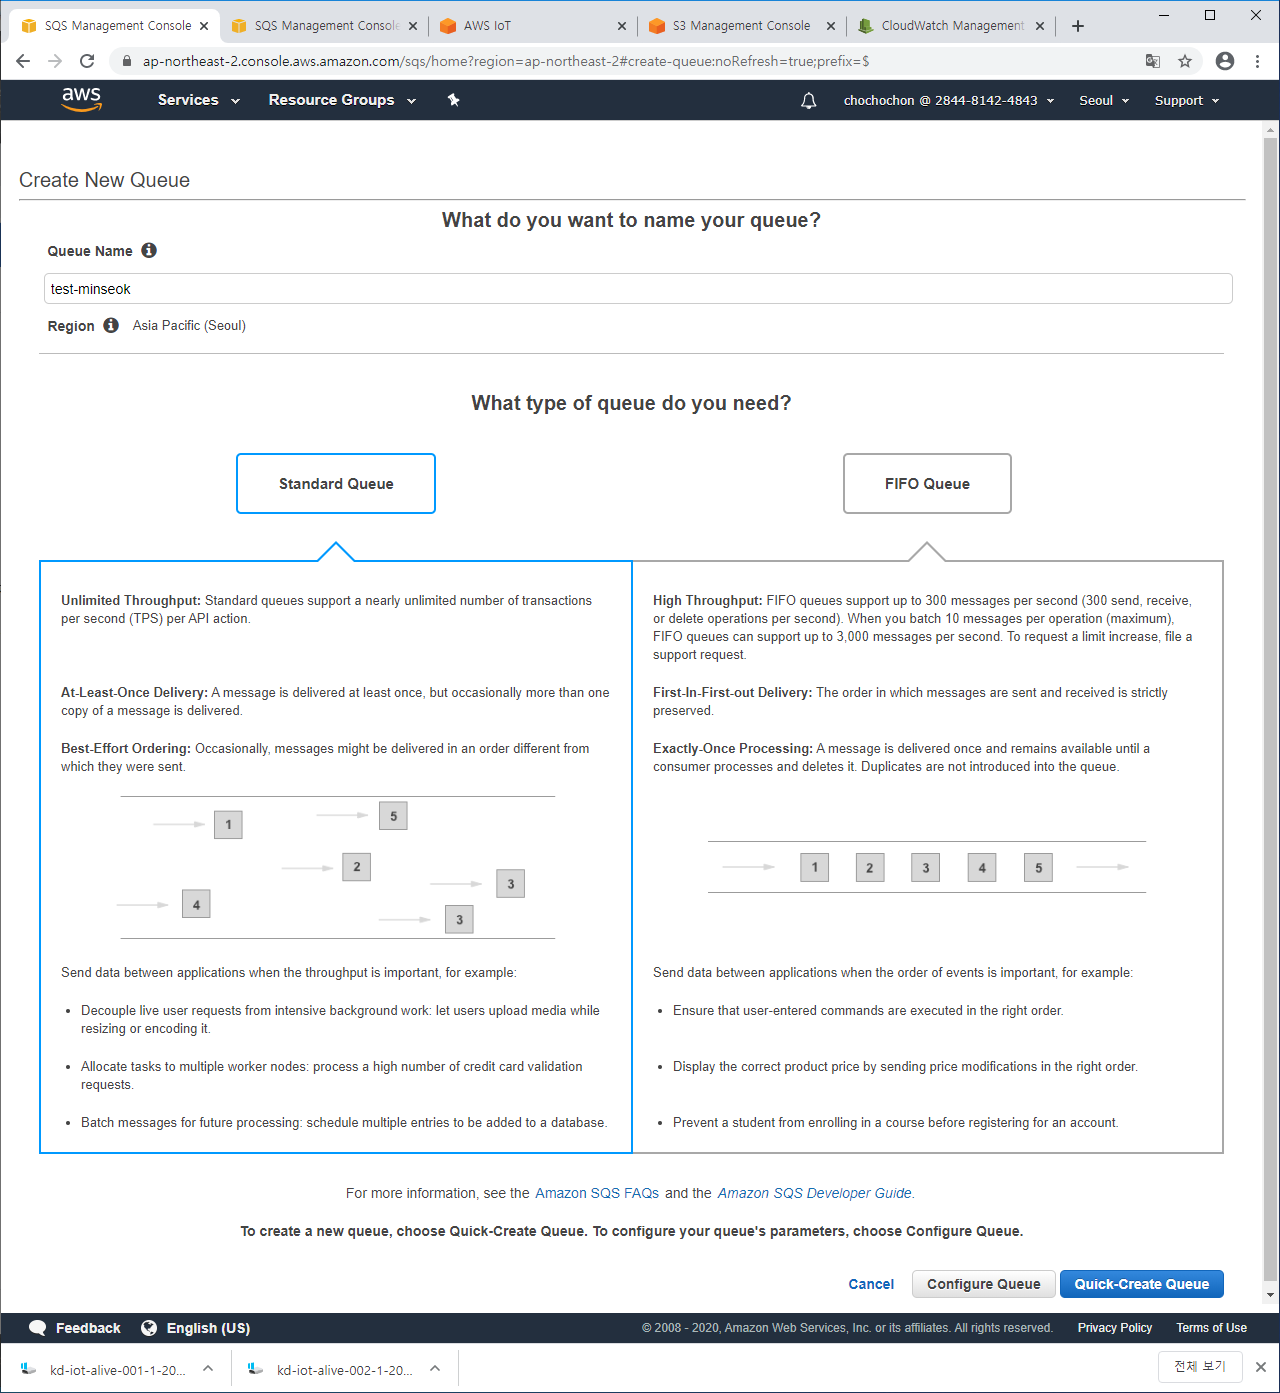 SQS Management Console
SQS Management Console
AWS IoT
S3 Management Console
CloudWatch Management
ap-northeast-2.console.aws.amazon.com/sqs/home?region=ap-northeast-2#create-queue:noRefresh=true;prefix=$
aws
Services
Resource Groups
chochochon @ 2844-8142-4843
Seoul
Support
Create New Queue
What do you want to name your queue?
Queue Name
test-minseok
Region
Asia Pacific (Seoul)
What type of queue do you need?
Standard Queue
FIFO Queue
Unlimited Throughput: Standard queues support a nearly unlimited number of transactions
per second (TPS) per API action.
At-Least-Once Delivery: A message is delivered at least once, but occasionally more than one
copy of a message is delivered.
Best-Effort Ordering: Occasionally, messages might be delivered in an order different from
which they were sent.
1
5
2
3
4
3
Send data between applications when the throughput is important, for example:
• Decouple live user requests from intensive background work: let users upload media while
resizing or encoding it.
• Allocate tasks to multiple worker nodes: process a high number of credit card validation
requests.
• Batch messages for future processing: schedule multiple entries to be added to a database.
High Throughput: FIFO queues support up to 300 messages per second (300 send, receive,
or delete operations per second). When you batch 10 messages per operation (maximum),
FIFO queues can support up to 3,000 messages per second. To request a limit increase, file a
support request.
First-In-First-out Delivery: The order in which messages are sent and received is strictly
preserved.
Exactly-Once Processing: A message is delivered once and remains available until a
consumer processes and deletes it. Duplicates are not introduced into the queue.
1 2 3 4 5
Send data between applications when the order of events is important, for example:
• Ensure that user-entered commands are executed in the right order.
• Display the correct product price by sending price modifications in the right order.
• Prevent a student from enrolling in a course before registering for an account.
For more information, see the Amazon SQS FAQs and the Amazon SQS Developer Guide.
To create a new queue, choose Quick-Create Queue. To configure your queue's parameters, choose Configure Queue.
Cancel
Configure Queue
Quick-Create Queue
Feedback
English (US)
© 2008 - 2020, Amazon Web Services, Inc. or its affiliates. All rights reserved.
Privacy Policy
Terms of Use
kd-iot-alive-001-1-20...
kd-iot-alive-002-1-20...
전체 보기